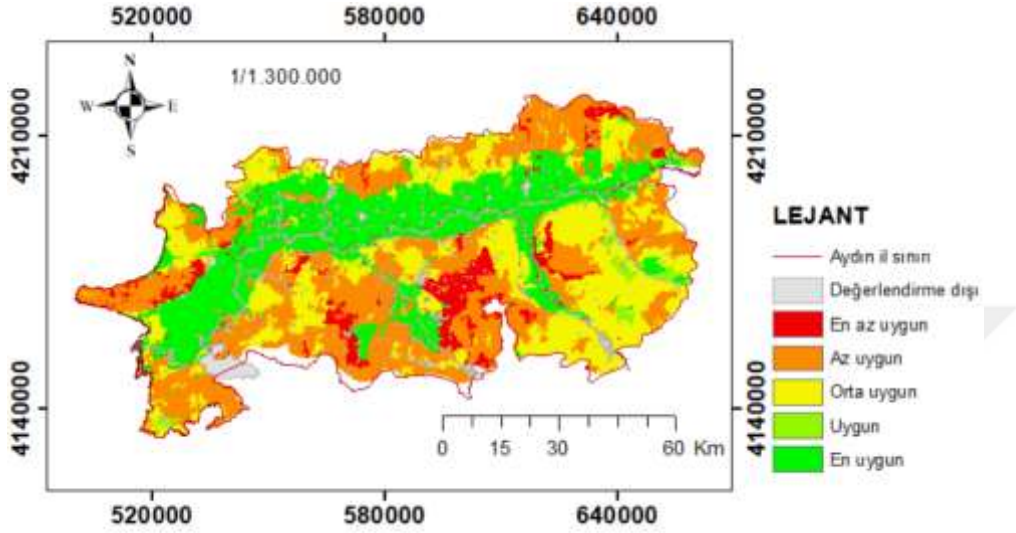 520000 580000 640000
N
W E
S
1/1.300.000
4210000 4210000
4140000 4140000
0 15 30 60 Km
520000 580000 640000
LEJANT
Aydın il sınırı
Değerlendirme dışı
En az uygun
Az uygun
Orta uygun
Uygun
En uygun